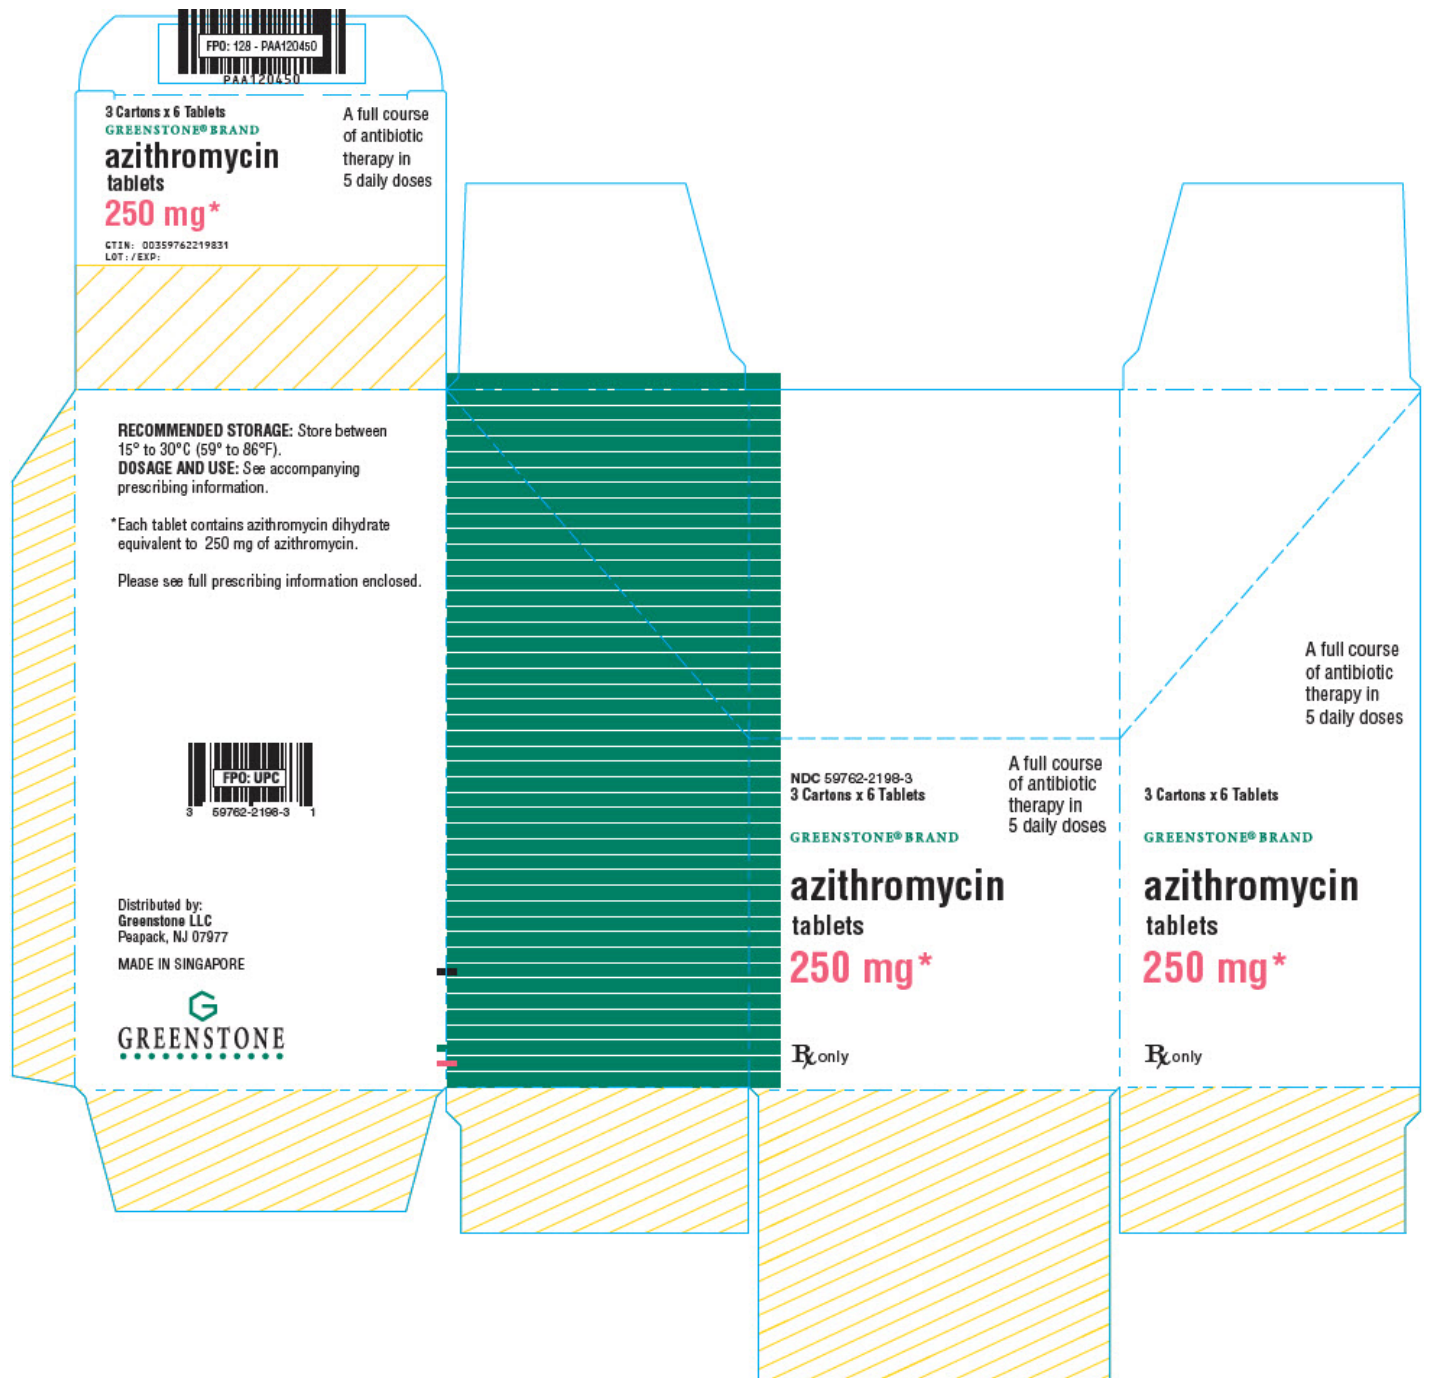 FPO: 128 - PAA120450
PAA120450
3 Cartons x 6 Tablets
GREENSTONE® BRAND
azithromycin
tablets
250 mg*
GTIN: 00359762219831
LOT:/EXP:
A full course
of antibiotic
therapy in
5 daily doses
RECOMMENDED STORAGE: Store between
15° to 30°C (59° to 86°F).
DOSAGE AND USE: See accompanying
prescribing information.
*Each tablet contains azithromycin dihydrate
equivalent to 250 mg of azithromycin.
Please see full prescribing information enclosed.
FPO: UPC
3 59762-2198-3 1
Distributed by:
Greenstone LLC
Peapack, NJ 07977
MADE IN SINGAPORE
G
GREENSTONE
NDC 59762-2198-3
3 Cartons x 6 Tablets
A full course
of antibiotic
therapy in
5 daily doses
GREENSTONE® BRAND
azithromycin
tablets
250 mg*
Rx only
A full course
of antibiotic
therapy in
5 daily doses
3 Cartons x 6 Tablets
GREENSTONE® BRAND
azithromycin
tablets
250 mg*
Rx only